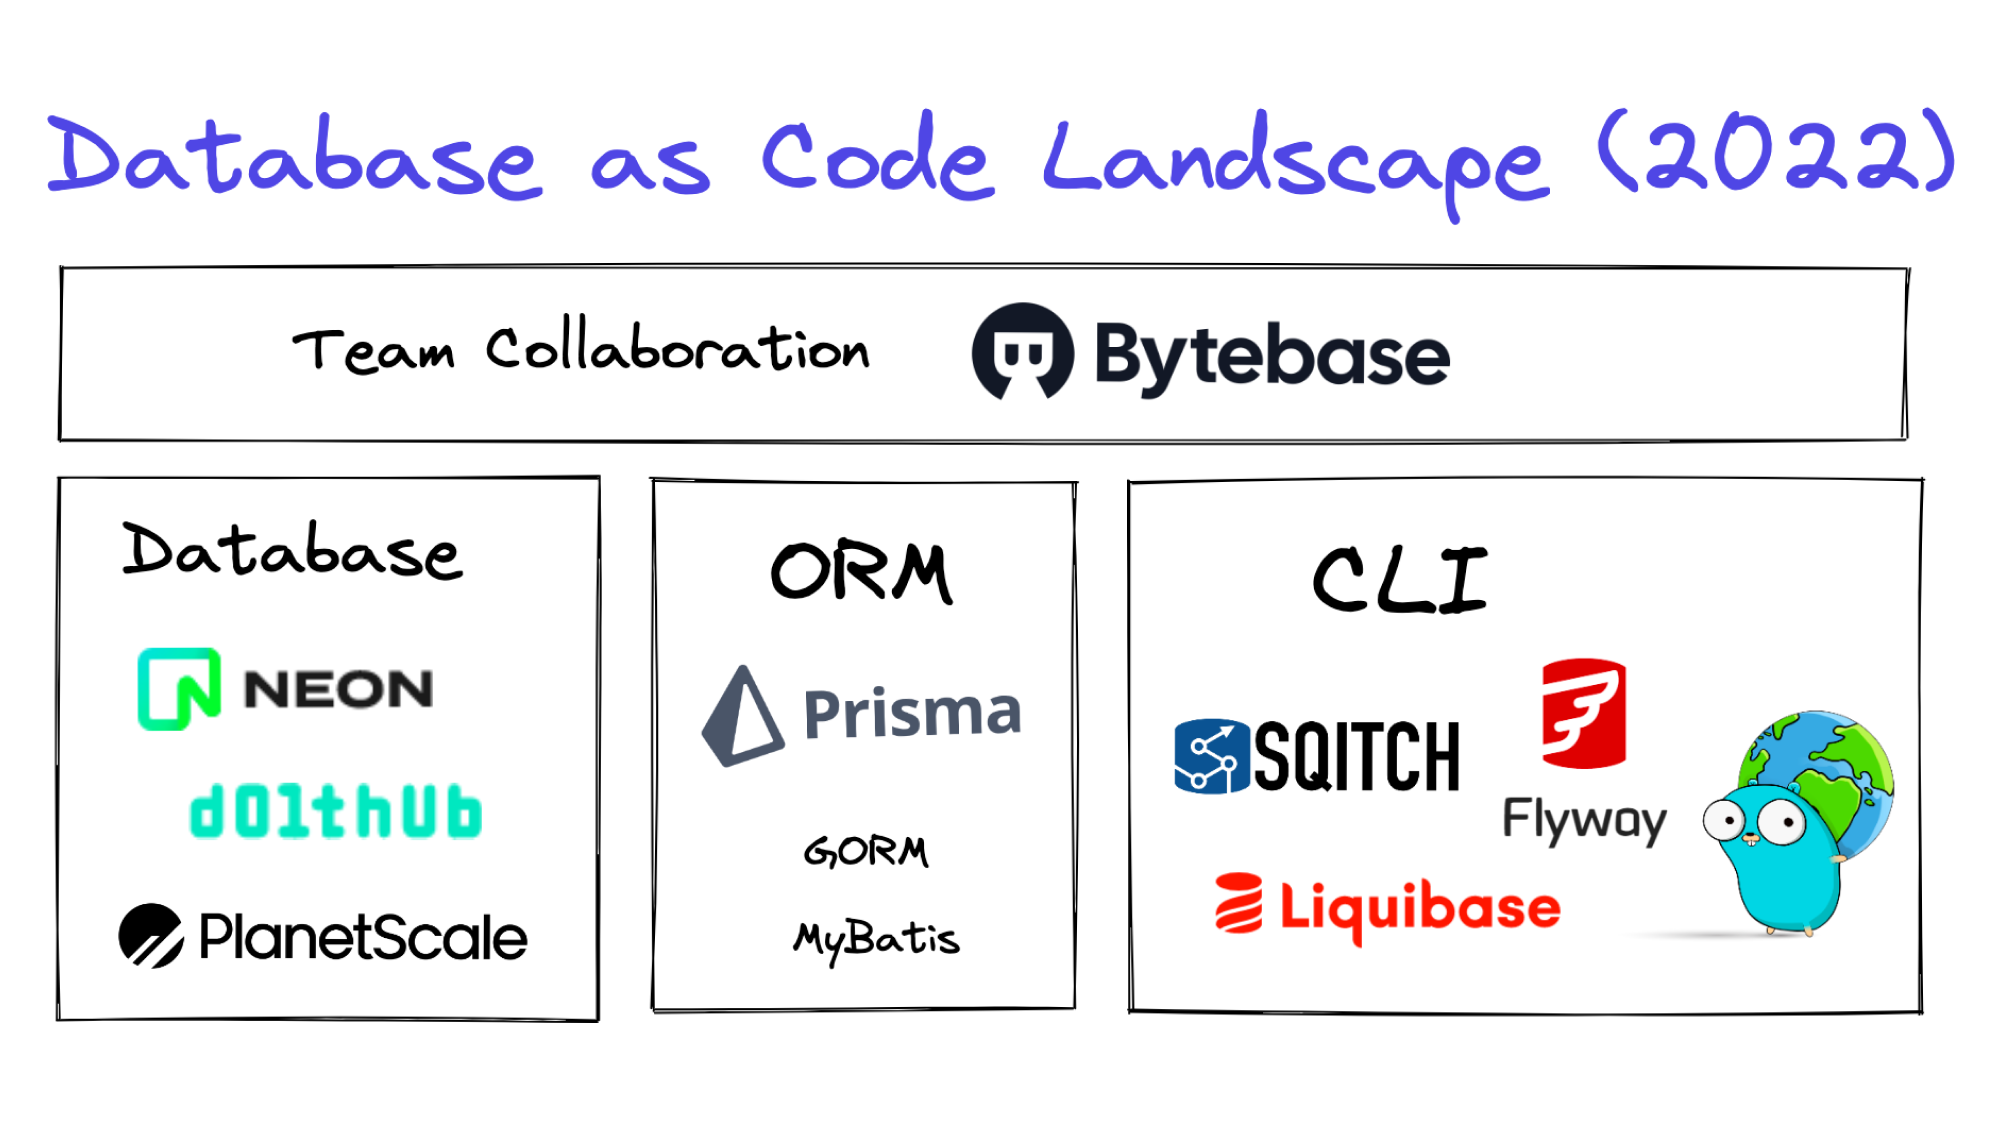 Database as Code Landscape (2022)
Team Collaboration
Bytebase
Database
NEON
d0lthUb
PlanetScale
ORM
Prisma
GORM
MyBatis
CLI
SQITCH
Flyway
Liquibase